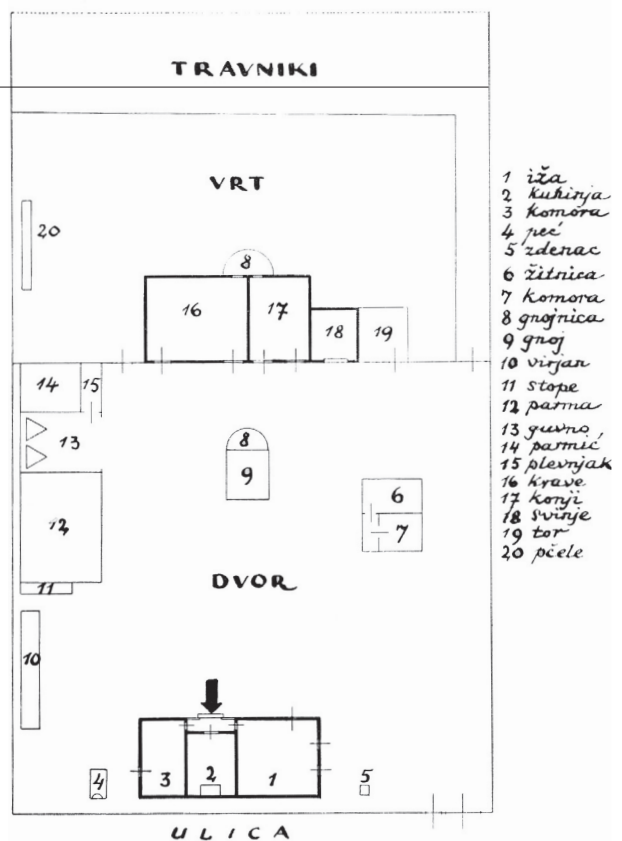 TRAVNIKI
VRT
20
8
16
17
18
19
14
15
13
8
9
6
7
12
11
DVOR
10
4
3
2
1
5
ULICA
1 iža
2 kuhinja
3 komora
4 peć
5 zdenac
6 žitnica
7 komora
8 gnojnica
9 gnoj
10 virjan
11 stope
12 parma
13 guvno
14 parmić
15 plevnjak
16 krave
17 konji
18 svinje
19 tor
20 pčele